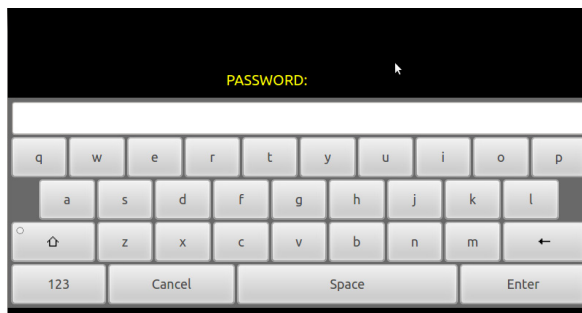 PASSWORD:
q w e r t y u i o p
a s d f g h j k l
z x c v b n m ←
123 Cancel Space Enter